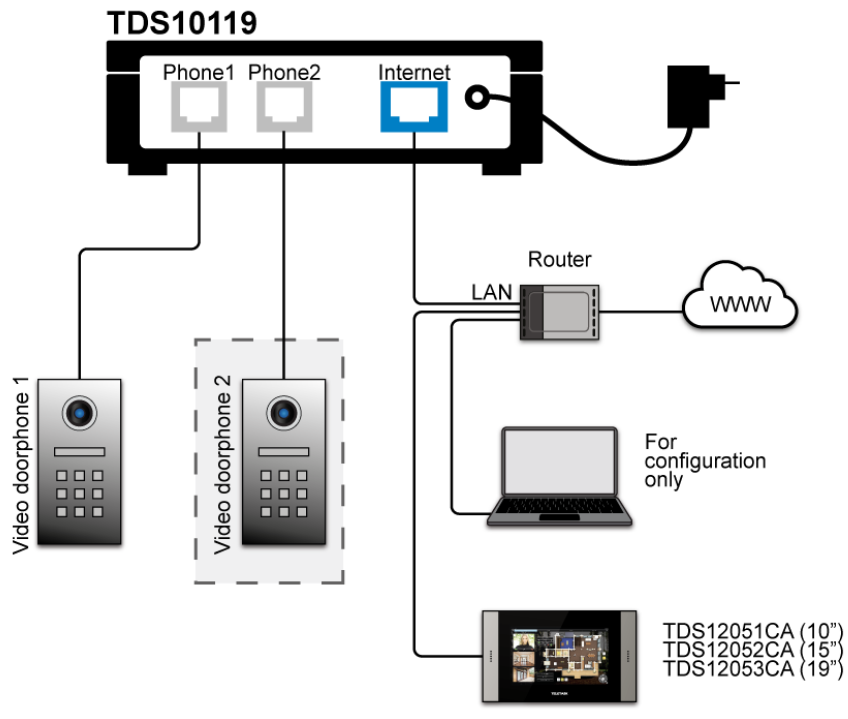 TDS10119
Phone1 Phone2 Internet
Router
LAN
WWW
Video doorphone 1
Video doorphone 2
For
configuration
only
TDS12051CA (10”)
TDS12052CA (15”)
TDS12053CA (19”)
TELETASK